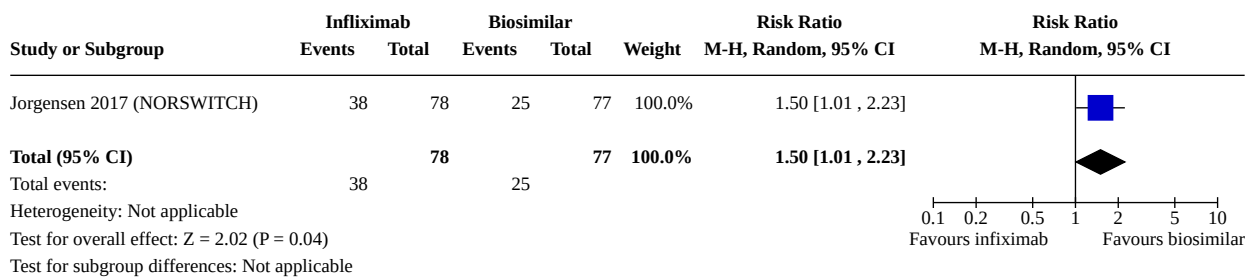 Infliximab Biosimilar Risk Ratio Risk Ratio
Study or Subgroup Events Total Events Total Weight M-H, Random, 95% CI M-H, Random, 95% CI
Jorgensen 2017 (NORSWITCH) 38 78 25 77 100.0% 1.50 [1.01 , 2.23]
Total (95% CI) 78 77 100.0% 1.50 [1.01 , 2.23]
Total events: 38 25
Heterogeneity: Not applicable
Test for overall effect: Z = 2.02 (P = 0.04)
Test for subgroup differences: Not applicable
0.1 0.2 0.5 1 2 5 10
Favours infiximab Favours biosimilar